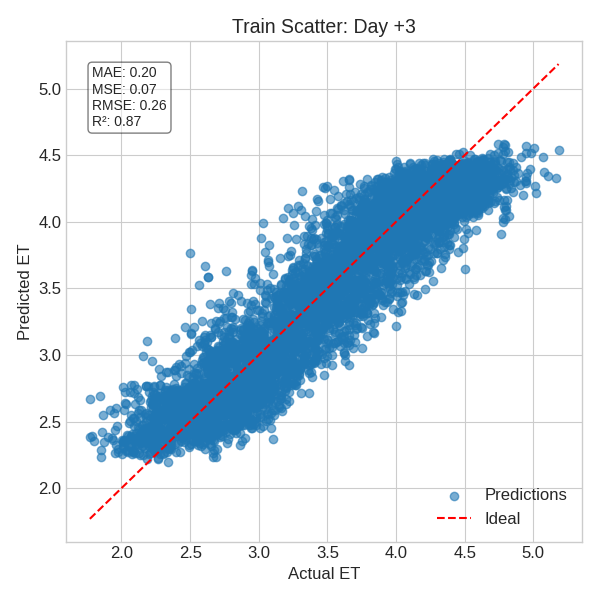 Train Scatter: Day +3
MAE: 0.20
MSE: 0.07
RMSE: 0.26
R²: 0.87
5.0
4.5
4.0
3.5
3.0
2.5
2.0
Predicted ET
Predictions
Ideal
2.0 2.5 3.0 3.5 4.0 4.5 5.0
Actual ET